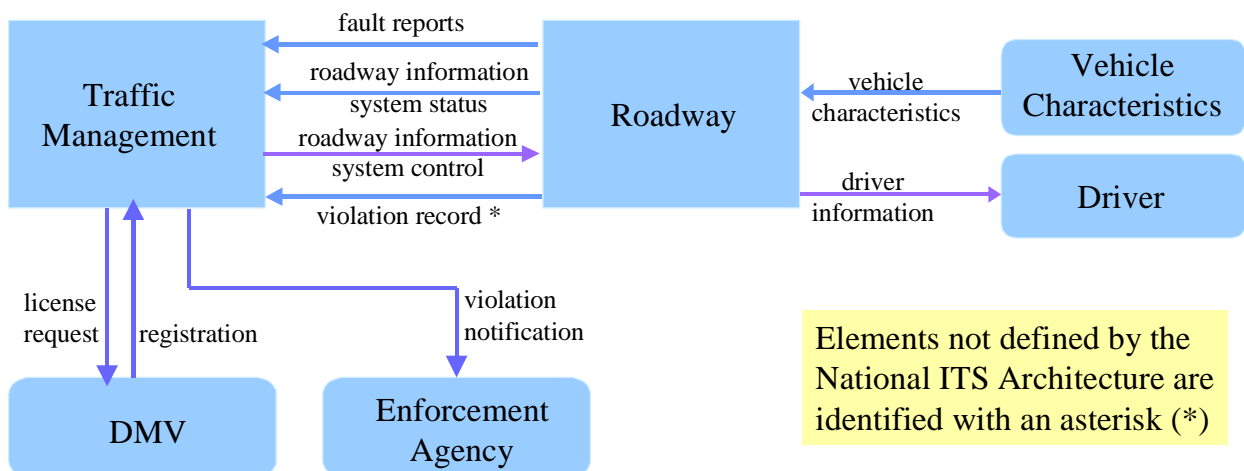 fault reports
Traffic
Management
roadway information
system status
roadway information
system control
violation record *
Roadway
vehicle
characteristics
Vehicle
Characteristics
driver
information
Driver
license
request
registration
violation
notification
DMV
Enforcement
Agency
Elements not defined by the
National ITS Architecture are
identified with an asterisk (*)